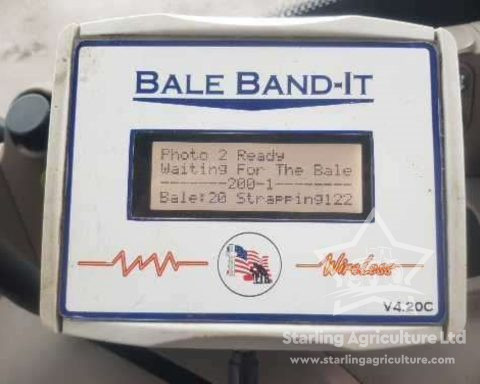 BALE BAND-IT
Photo 2 Ready
Waiting For The Bale
--------200-1--------
Bale:20 Strapping122
WireLess
V4.20C
Starling Agriculture Ltd
www.starlingagriculture.com